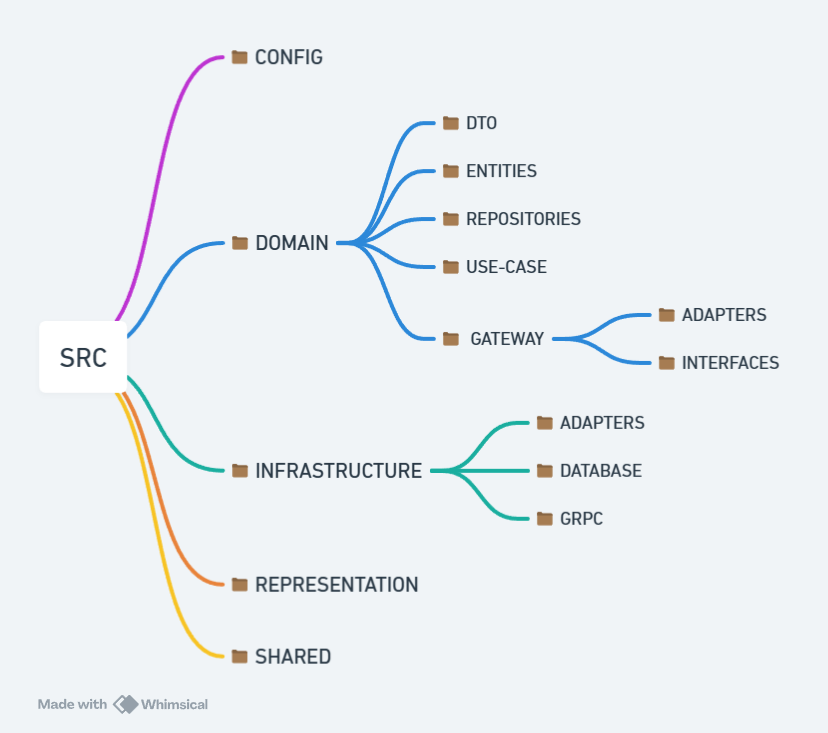 CONFIG
DTO
ENTITIES
DOMAIN
REPOSITORIES
USE-CASE
GATEWAY
ADAPTERS
INTERFACES
SRC
ADAPTERS
INFRASTRUCTURE
DATABASE
GRPC
REPRESENTATION
SHARED
Made with Whimsical